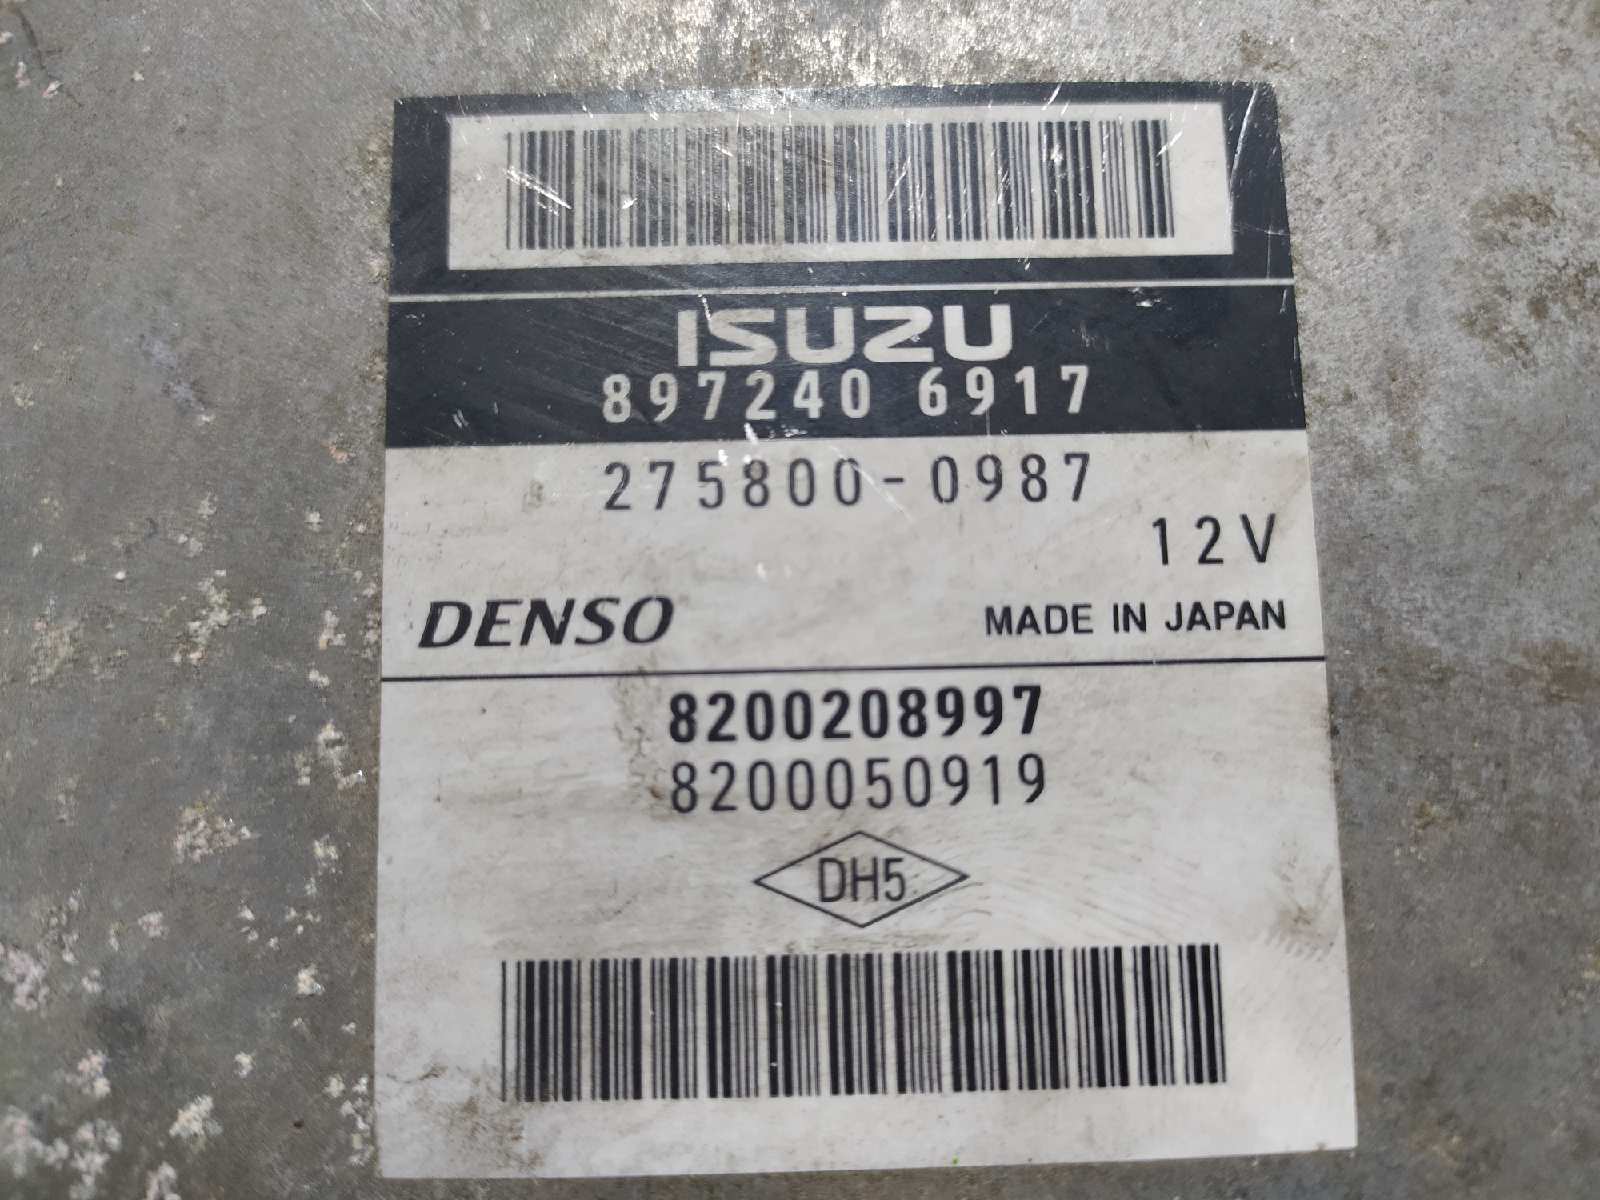 ISUZU
897240 6917
275800-0987
12V
DENSO MADE IN JAPAN
8200208997
8200050919
DH5